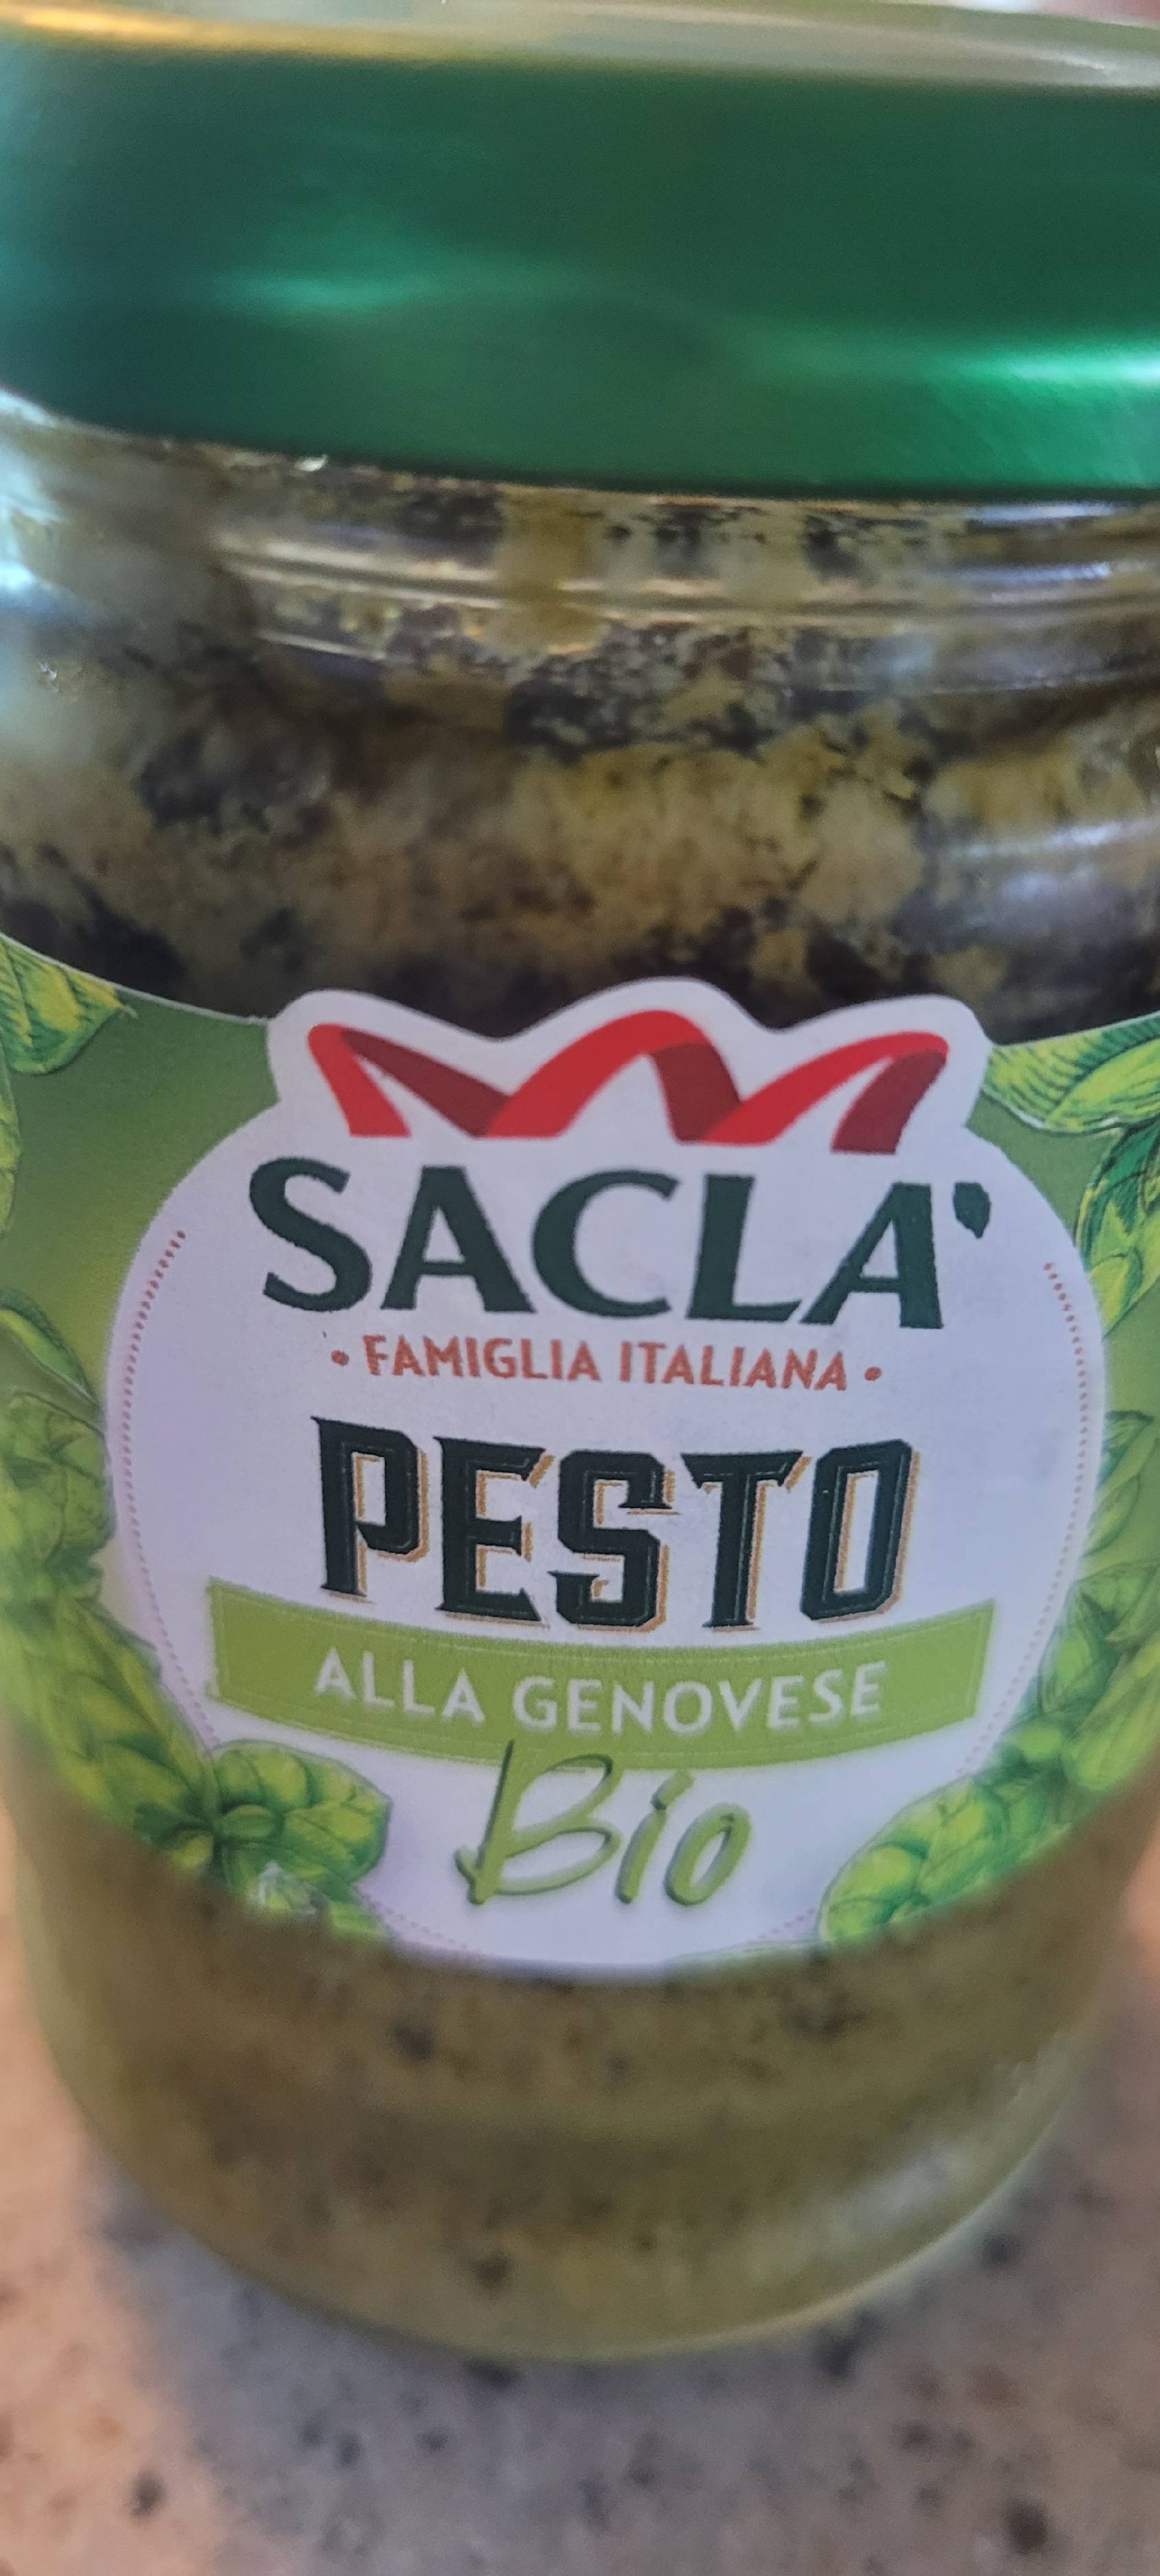 SACLA'
• FAMIGLIA ITALIANA •
PESTO
ALLA GENOVESE
Bio